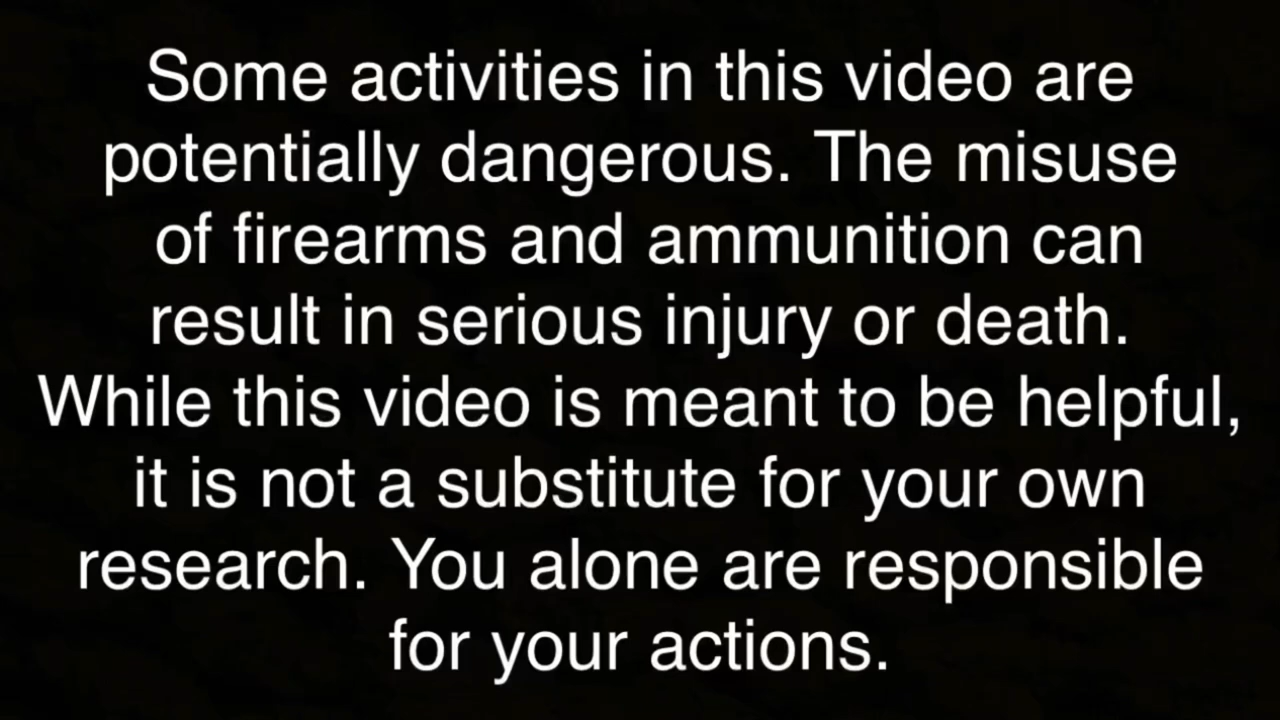 Some activities in this video are
potentially dangerous. The misuse
of firearms and ammunition can
result in serious injury or death.
While this video is meant to be helpful,
it is not a substitute for your own
research. You alone are responsible
for your actions.